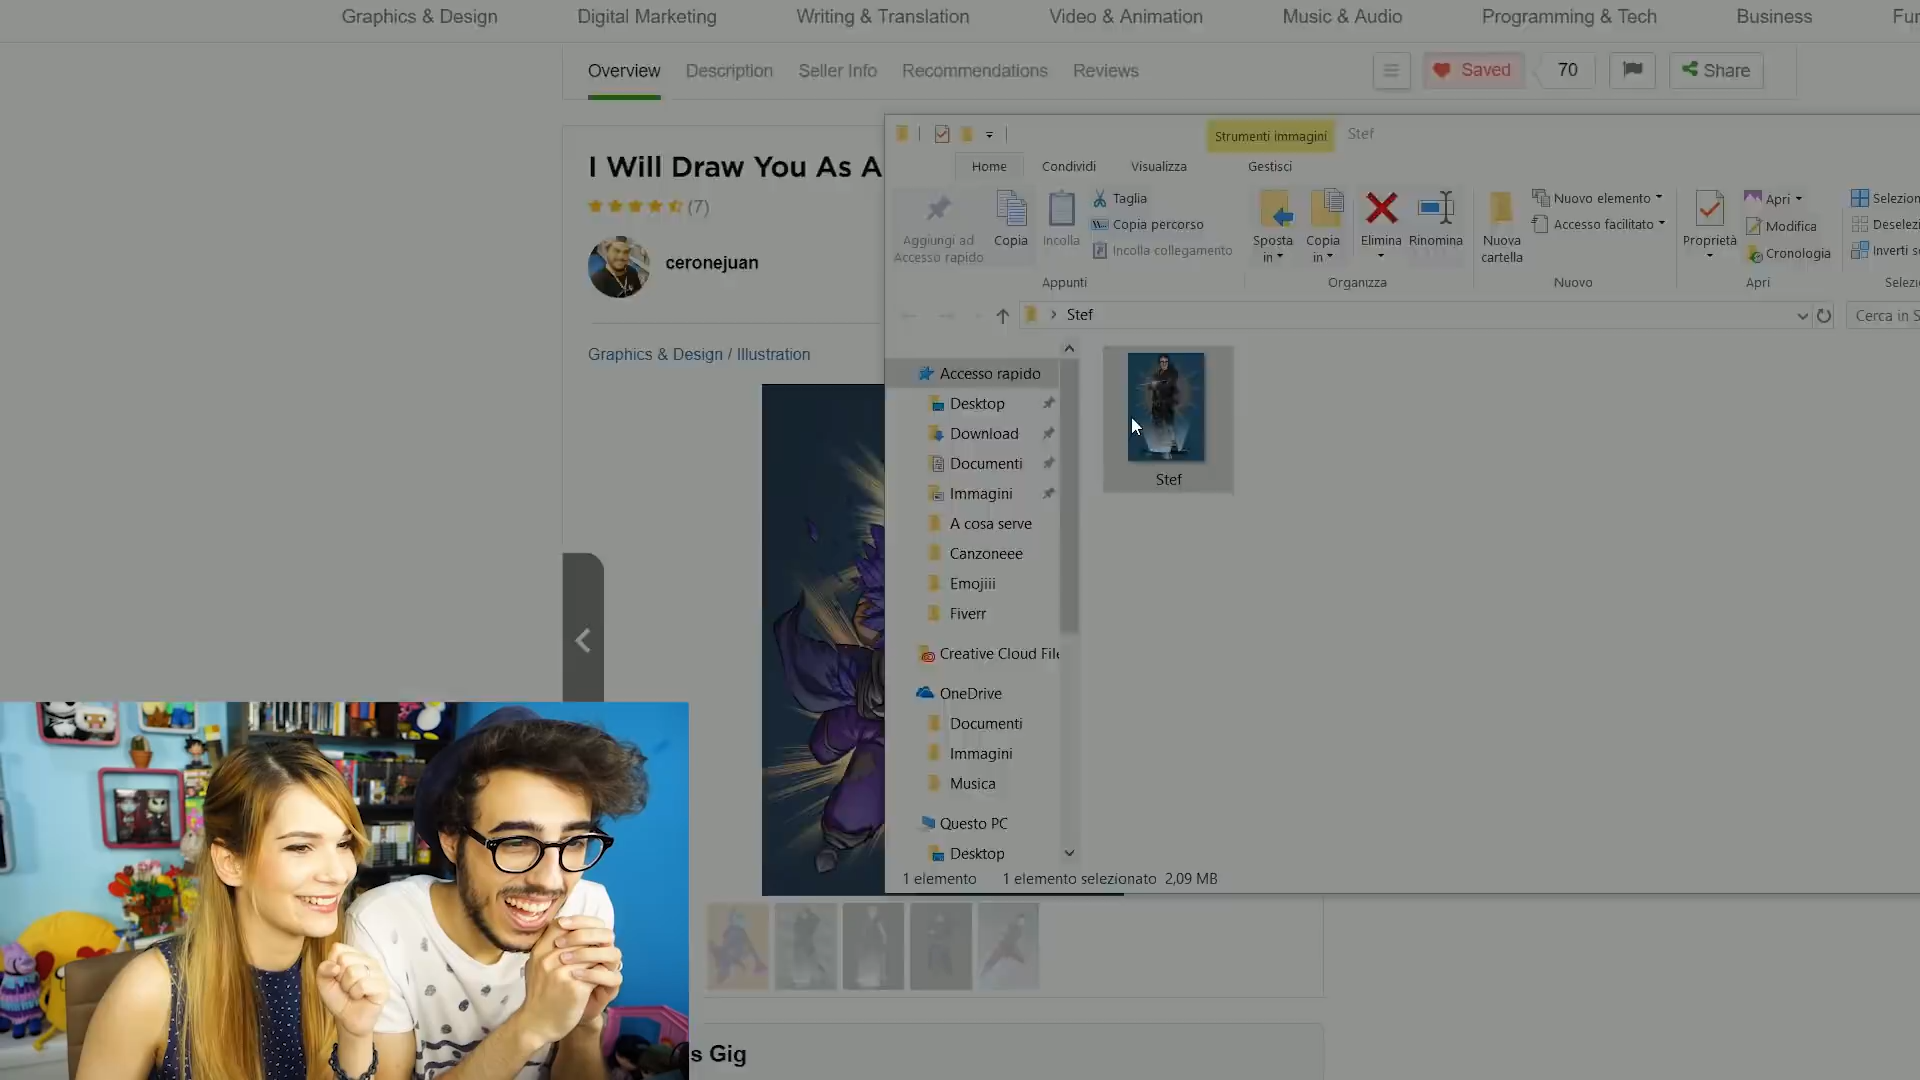 Graphics & Design Digital Marketing Writing & Translation Video & Animation Music & Audio Programming & Tech Business
Overview Description Seller Info Recommendations Reviews Saved 70 Share
I Will Draw You As A
(7)
ceronejuan
Graphics & Design / Illustration
Strumenti immagini Stef
Home Condividi Visualizza Gestisci
Aggiungi ad
Accesso rapido
Copia
Incolla
Taglia
Copia percorso
Incolla collegamento
Appunti
Sposta
in
Copia
in
Elimina
Rinomina
Organizza
Nuova
cartella
Nuovo elemento
Accesso facilitato
Nuovo
Proprietà
Apri
Modifica
Cronologia
Apri
Stef
Cerca in S
Accesso rapido
Desktop
Download
Documenti
Immagini
A cosa serve
Canzoneee
Emojiii
Fiverr
Creative Cloud File
OneDrive
Documenti
Immagini
Musica
Questo PC
Desktop
Stef
1 elemento 1 elemento selezionato 2,09 MB
s Gig